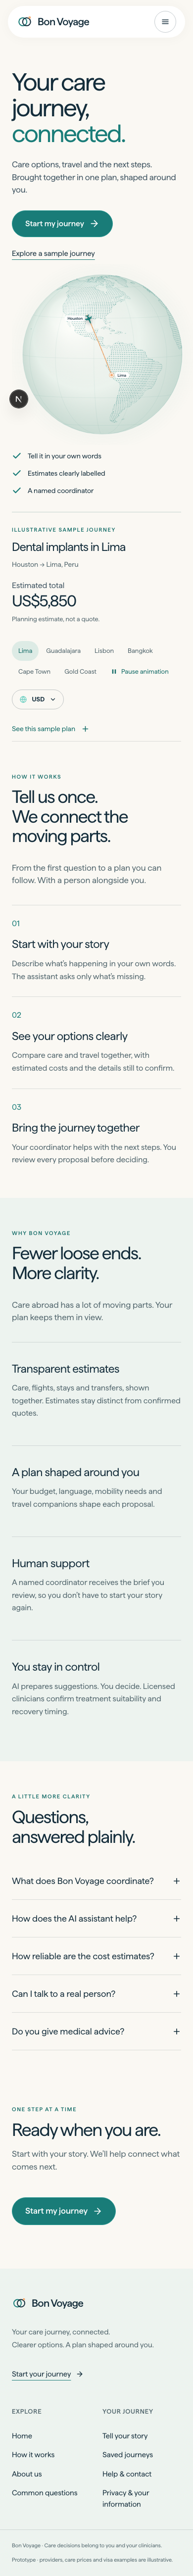 Bon Voyage
Your care
journey,
connected.
Care options, travel and the next steps.
Brought together in one plan, shaped around
you.
Start my journey
Explore a sample journey
Houston
Lima
N
Tell it in your own words
Estimates clearly labelled
A named coordinator
ILLUSTRATIVE SAMPLE JOURNEY
Dental implants in Lima
Houston → Lima, Peru
Estimated total
US$5,850
Planning estimate, not a quote.
Lima Guadalajara Lisbon Bangkok
Cape Town Gold Coast Pause animation
USD
See this sample plan +
HOW IT WORKS
Tell us once.
We connect the
moving parts.
From the first question to a plan you can
follow. With a person alongside you.
01
Start with your story
Describe what's happening in your own words.
The assistant asks only what's missing.
02
See your options clearly
Compare care and travel together, with
estimated costs and the details still to confirm.
03
Bring the journey together
Your coordinator helps with the next steps. You
review every proposal before deciding.
WHY BON VOYAGE
Fewer loose ends.
More clarity.
Care abroad has a lot of moving parts. Your
plan keeps them in view.
Transparent estimates
Care, flights, stays and transfers, shown
together. Estimates stay distinct from confirmed
quotes.
A plan shaped around you
Your budget, language, mobility needs and
travel companions shape each proposal.
Human support
A named coordinator receives the brief you
review, so you don't have to start your story
again.
You stay in control
AI prepares suggestions. You decide. Licensed
clinicians confirm treatment suitability and
recovery timing.
A LITTLE MORE CLARITY
Questions,
answered plainly.
What does Bon Voyage coordinate? +
How does the AI assistant help? +
How reliable are the cost estimates? +
Can I talk to a real person? +
Do you give medical advice? +
ONE STEP AT A TIME
Ready when you are.
Start with your story. We'll help connect what
comes next.
Start my journey
Bon Voyage
Your care journey, connected.
Clearer options. A plan shaped around you.
Start your journey
EXPLORE
Home
How it works
About us
Common questions
YOUR JOURNEY
Tell your story
Saved journeys
Help & contact
Privacy & your
information
Bon Voyage · Care decisions belong to you and your clinicians.
Prototype · providers, care prices and visa examples are illustrative.